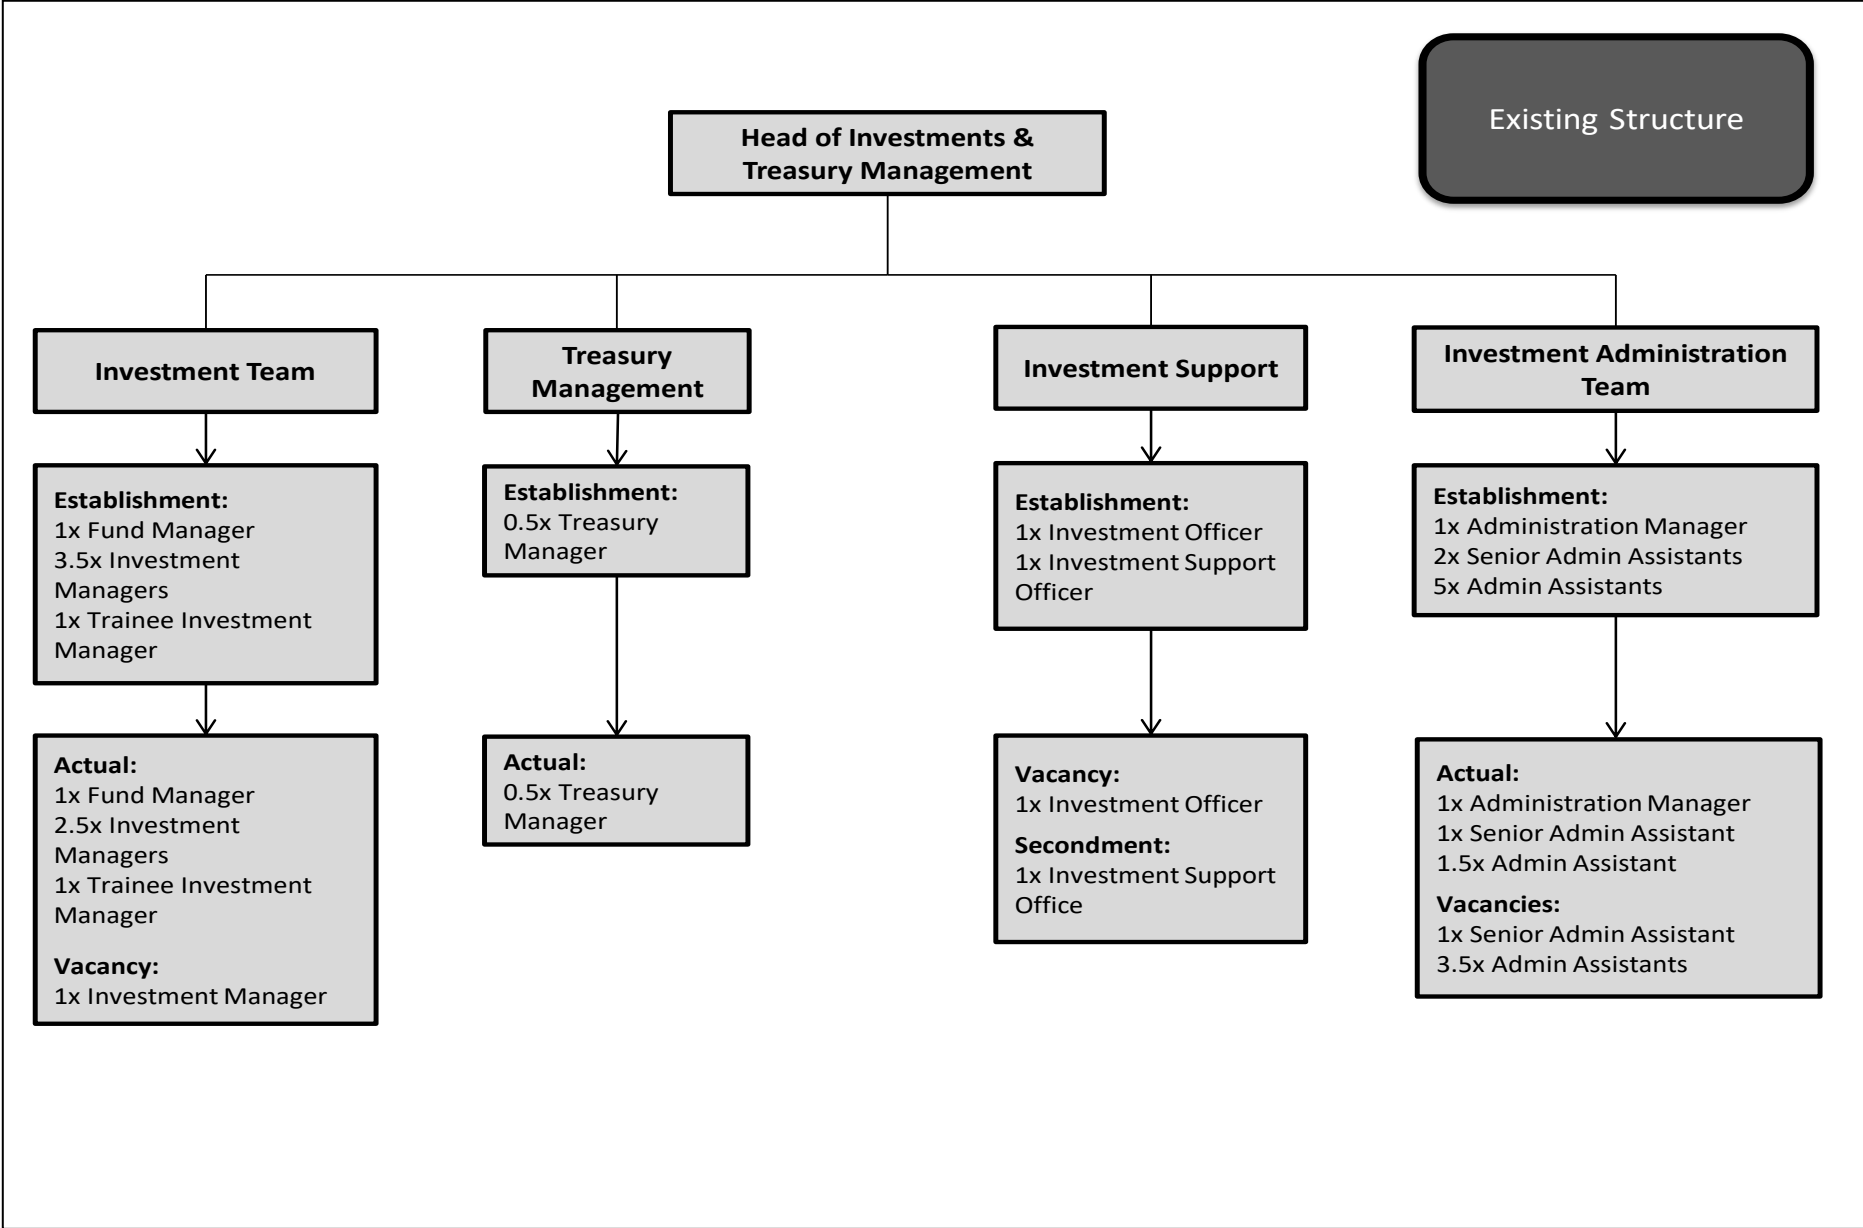 Existing Structure
Head of Investments &
Treasury Management
Investment Team
Treasury
Management
Investment Support
Investment Administration
Team
Establishment:
1x Fund Manager
3.5x Investment
Managers
1x Trainee Investment
Manager
Establishment:
0.5x Treasury
Manager
Establishment:
1x Investment Officer
1x Investment Support
Officer
Establishment:
1x Administration Manager
2x Senior Admin Assistants
5x Admin Assistants
Actual:
1x Fund Manager
2.5x Investment
Managers
1x Trainee Investment
Manager
Vacancy:
1x Investment Manager
Actual:
0.5x Treasury
Manager
Vacancy:
1x Investment Officer
Secondment:
1x Investment Support
Office
Actual:
1x Administration Manager
1x Senior Admin Assistant
1.5x Admin Assistant
Vacancies:
1x Senior Admin Assistant
3.5x Admin Assistants